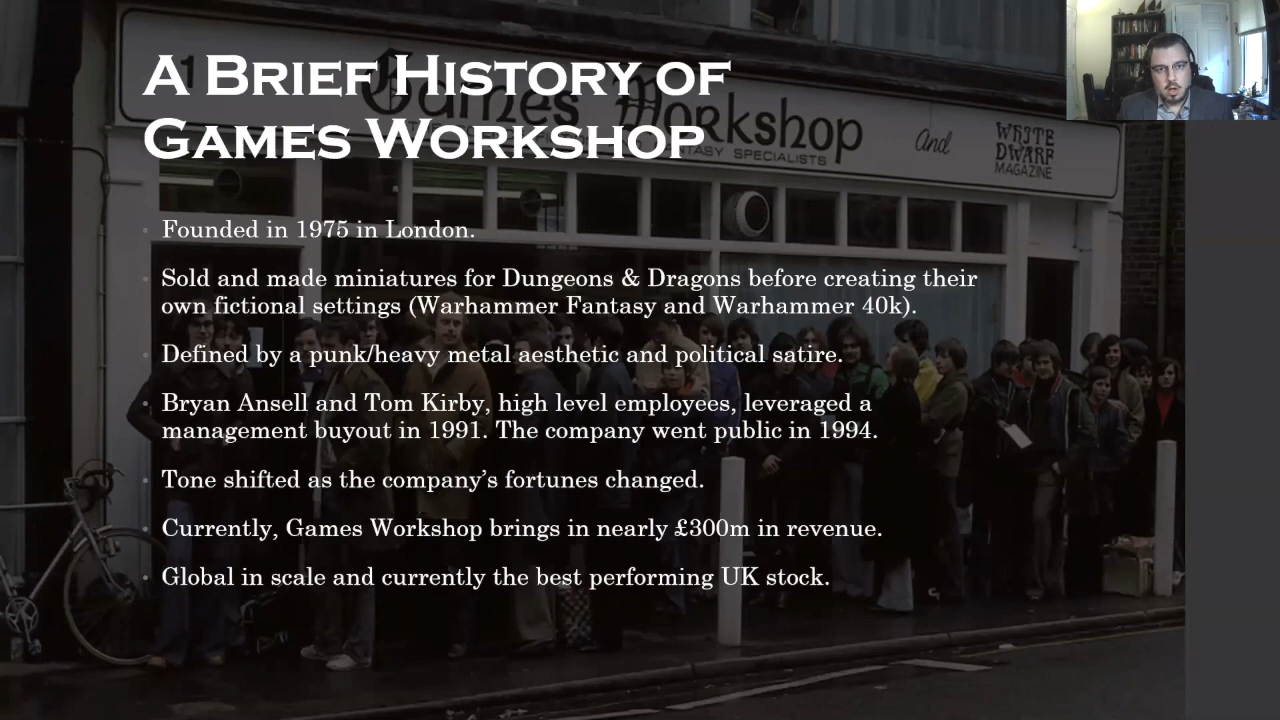 A Brief History of
Games Workshop
Games Workshop
And
WHITE
DWARF
MAGAZINE
SPECIALISTS
Founded in 1975 in London.
Sold and made miniatures for Dungeons & Dragons before creating their
own fictional settings (Warhammer Fantasy and Warhammer 40k).
Defined by a punk/heavy metal aesthetic and political satire.
Bryan Ansell and Tom Kirby, high level employees, leveraged a
management buyout in 1991. The company went public in 1994.
Tone shifted as the company’s fortunes changed.
Currently, Games Workshop brings in nearly £300m in revenue.
Global in scale and currently the best performing UK stock.